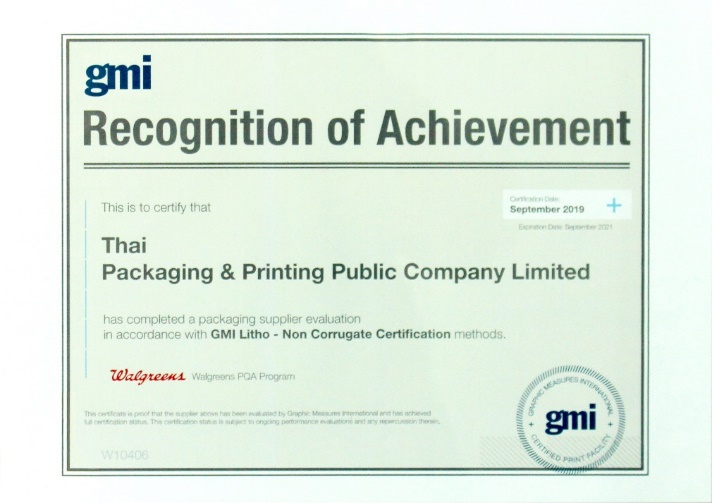 gmi
Recognition of Achievement
This is to certify that
Certification Date:
September 2019 +
Expiration Date: September 2021
Thai
Packaging & Printing Public Company Limited
has completed a packaging supplier evaluation
in accordance with GMI Litho - Non Corrugate Certification methods.
Walgreens Walgreens PQA Program
This certificate is proof that the supplier above has been evaluated by Graphic Measures International and has achieved
full certification status. This certification status is subject to ongoing performance evaluations and any repercussion therein.
W10406
GRAPHIC MEASURES INTERNATIONAL
gmi
CERTIFIED PRINT FACILITY